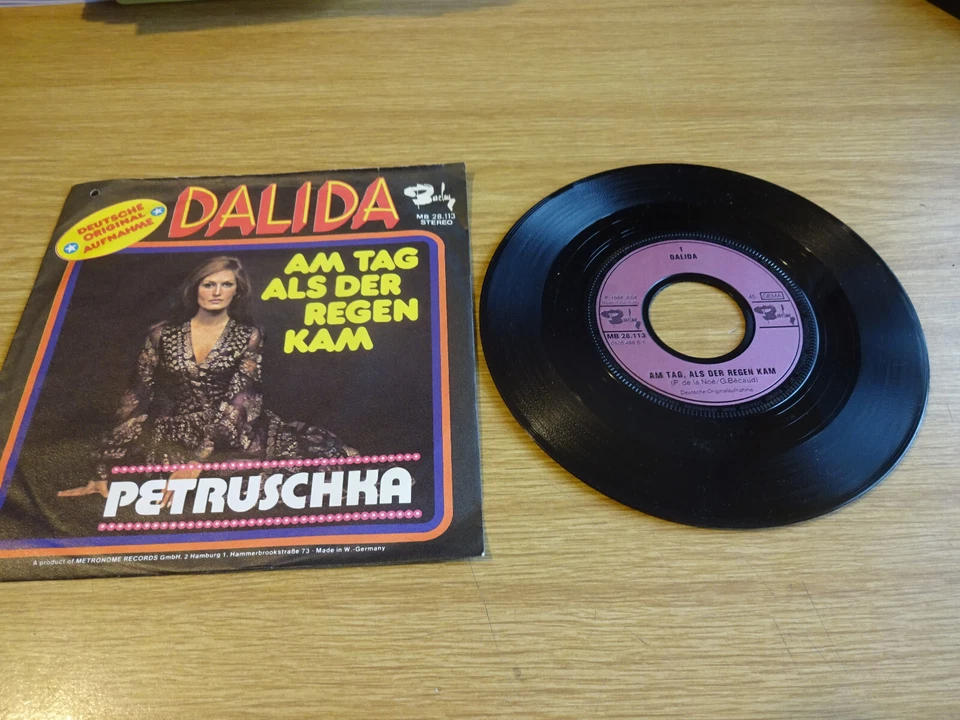 DEUTSCHE
ORIGINAL
AUFNAHME
DALIDA
Barclay
MB 28.113
STEREO
AM TAG
ALS DER
REGEN
KAM
PETRUSCHKA
A product of METRONOME RECORDS GmbH. 2 Hamburg 1, Hammerbrookstraße 73 · Made in W.-Germany
1
DALIDA
45
GEMA
Barclay
Barclay
MB 28.113
AM TAG, ALS DER REGEN KAM
(P. de la Noë/G.Bécaud)
Deutsche Originalaufnahme